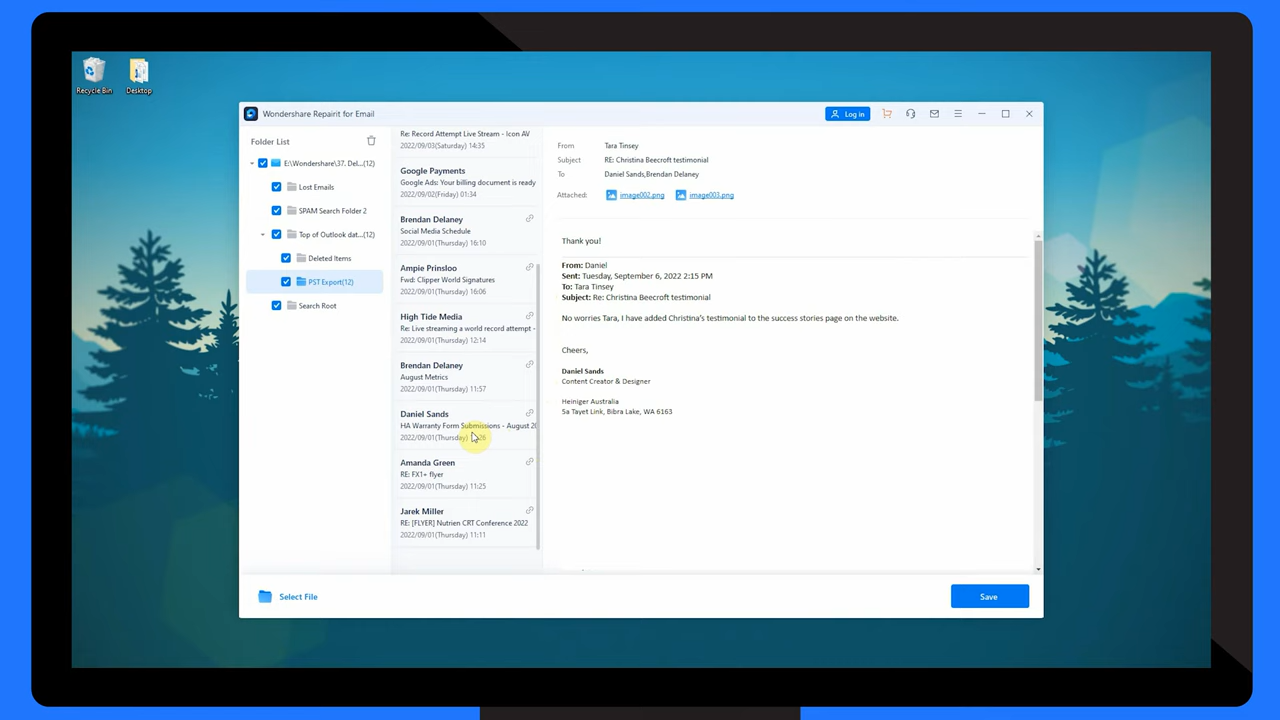 Recycle Bin
Desktop
Wondershare Repairit for Email
Log in
Folder List
E:\Wondershare\37. Del...(12)
Lost Emails
SPAM Search Folder 2
Top of Outlook dat...(12)
Deleted Items
PST Export(12)
Search Root
Re: Record Attempt Live Stream - Icon AV
2022/09/03(Saturday) 14:35
Google Payments
Google Ads: Your billing document is ready
2022/09/02(Friday) 01:34
Brendan Delaney
Social Media Schedule
2022/09/01(Thursday) 16:10
Ampie Prinsloo
Fwd: Clipper World Signatures
2022/09/01(Thursday) 16:06
High Tide Media
Re: Live streaming a world record attempt -
2022/09/01(Thursday) 12:14
Brendan Delaney
August Metrics
2022/09/01(Thursday) 11:57
Daniel Sands
HA Warranty Form Submissions - August 20
2022/09/01(Thursday)
Amanda Green
RE: FX1+ flyer
2022/09/01(Thursday) 11:25
Jarek Miller
RE: [FLYER] Nutrien CRT Conference 2022
2022/09/01(Thursday) 11:11
From Tara Tinsey
Subject RE: Christina Beecroft testimonial
To Daniel Sands,Brendan Delaney
Attached: image002.png image003.png
Thank you!
From: Daniel
Sent: Tuesday, September 6, 2022 2:15 PM
To: Tara Tinsey
Subject: Re: Christina Beecroft testimonial
No worries Tara, I have added Christina's testimonial to the success stories page on the website.
Cheers,
Daniel Sands
Content Creator & Designer
Heiniger Australia
5a Tayet Link, Bibra Lake, WA 6163
Select File
Save